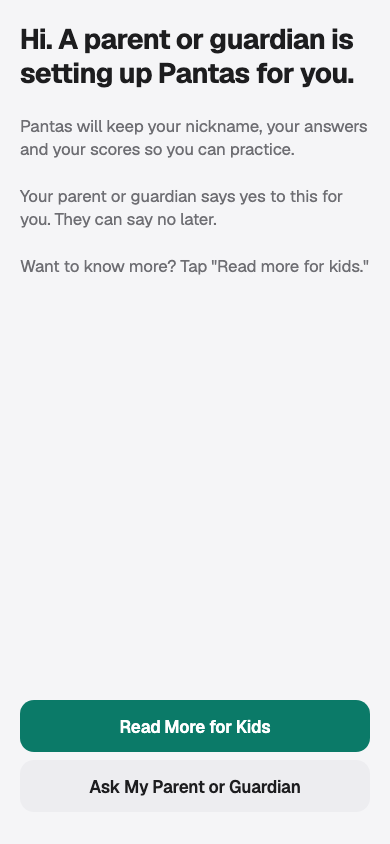 Hi. A parent or guardian is
setting up Pantas for you.
Pantas will keep your nickname, your answers
and your scores so you can practice.
Your parent or guardian says yes to this for
you. They can say no later.
Want to know more? Tap "Read more for kids."
Read More for Kids
Ask My Parent or Guardian